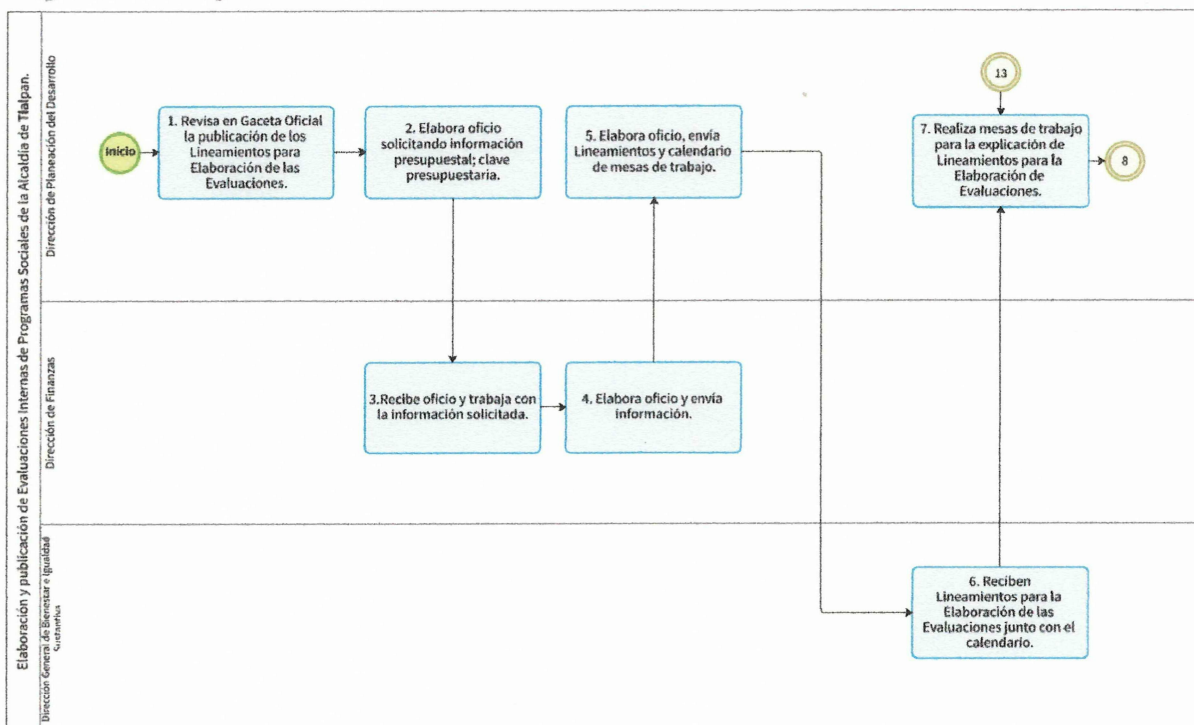 Elaboración y publicación de Evaluaciones Internas de Programas Sociales de la Alcaldía de Tlalpan.
Dirección de Planeación del Desarrollo
Inicio
1. Revisa en Gaceta Oficial
la publicación de los
Lineamientos para
Elaboración de las
Evaluaciones.
2. Elabora oficio
solicitando información
presupuestal; clave
presupuestaria.
5. Elabora oficio, envía
Lineamientos y calendario
de mesas de trabajo.
13
7. Realiza mesas de trabajo
para la explicación de
Lineamientos para la
Elaboración de
Evaluaciones.
8
Dirección de Finanzas
3.Recibe oficio y trabaja con
la información solicitada.
4. Elabora oficio y envía
información.
Dirección General de Bienestar e Igualdad
Sustantiva
6. Reciben
Lineamientos para la
Elaboración de las
Evaluaciones junto con el
calendario.